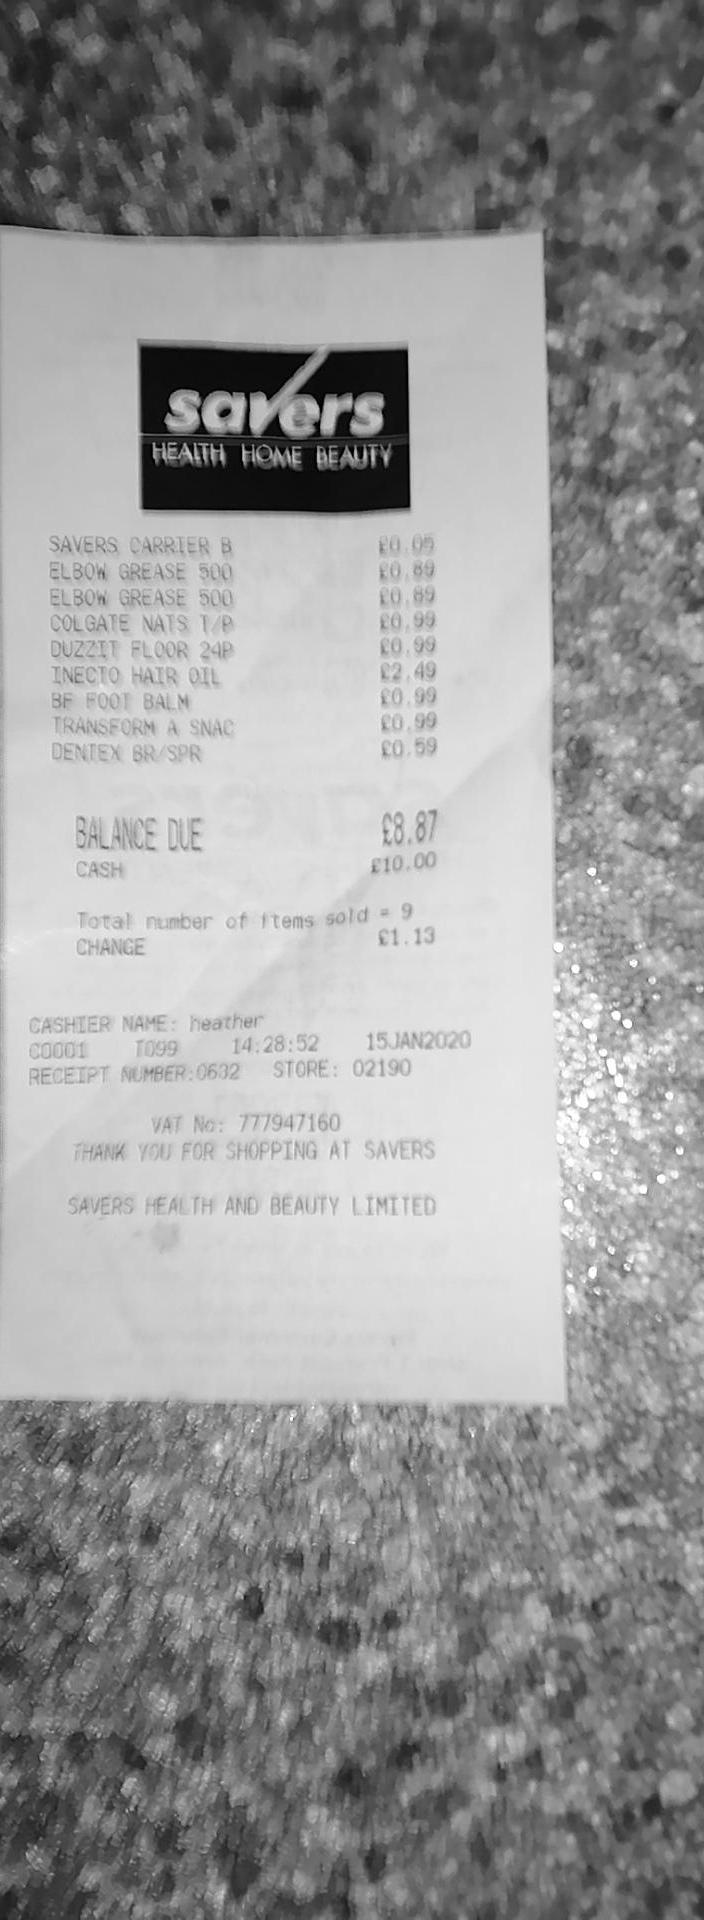 savers
HEALTH HOME BEAUTY
SAVERS CARRIER B £0.05
ELBOW GREASE 500 £0.89
ELBOW GREASE 500 £0.89
COLGATE NATS T/P £0.99
DUZZIT FLOOR 24P £0.99
INECTO HAIR OIL £2.49
BF FOOT BALM £0.99
TRANSFORM A SNAC £0.99
DENTEX BR/SPR £0.59
BALANCE DUE £8.87
CASH £10.00
Total number of items sold = 9
CHANGE £1.13
CASHIER NAME: heather
C0001 T099 14:28:52 15JAN2020
RECEIPT NUMBER:0632 STORE: 02190
VAT No: 777947160
THANK YOU FOR SHOPPING AT SAVERS
SAVERS HEALTH AND BEAUTY LIMITED